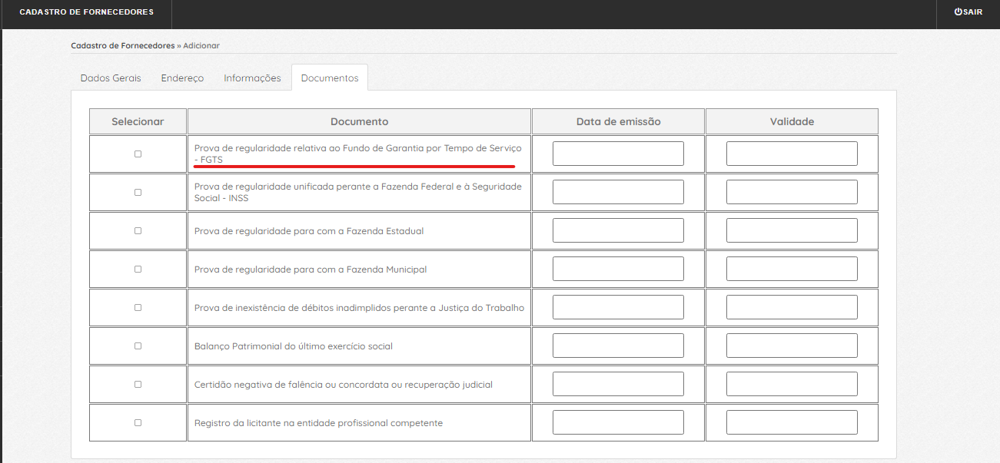 CADASTRO DE FORNECEDORES
SAIR
Cadastro de Fornecedores » Adicionar
Dados Gerais
Endereço
Informações
Documentos
Selecionar
Documento
Data de emissão
Validade
Prova de regularidade relativa ao Fundo de Garantia por Tempo de Serviço
- FGTS
Prova de regularidade unificada perante a Fazenda Federal e à Seguridade
Social - INSS
Prova de regularidade para com a Fazenda Estadual
Prova de regularidade para com a Fazenda Municipal
Prova de inexistência de débitos inadimplidos perante a Justiça do Trabalho
Balanço Patrimonial do último exercício social
Certidão negativa de falência ou concordata ou recuperação judicial
Registro da licitante na entidade profissional competente